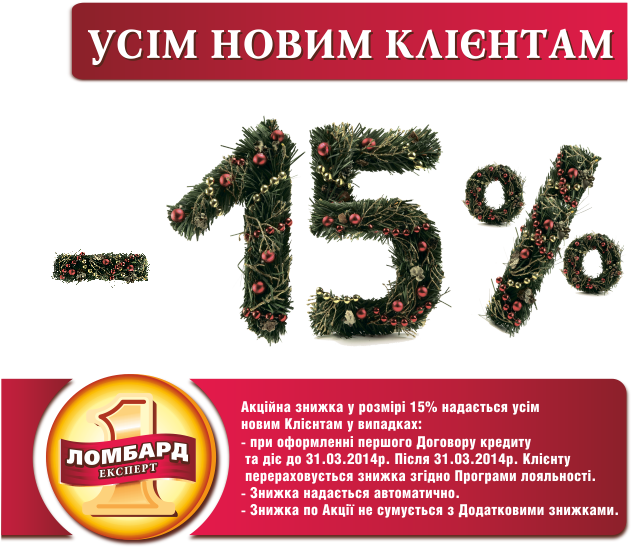 УСІМ НОВИМ КЛІЄНТАМ
-15%
1
ЛОМБАРД
ЕКСПЕРТ
Акційна знижка у розмірі 15% надається усім
новим Клієнтам у випадках:
- при оформленні першого Договору кредиту
та діє до 31.03.2014р. Після 31.03.2014р. Клієнту
перераховується знижка згідно Програми лояльності.
- Знижка надається автоматично.
- Знижка по Акції не сумується з Додатковими знижками.